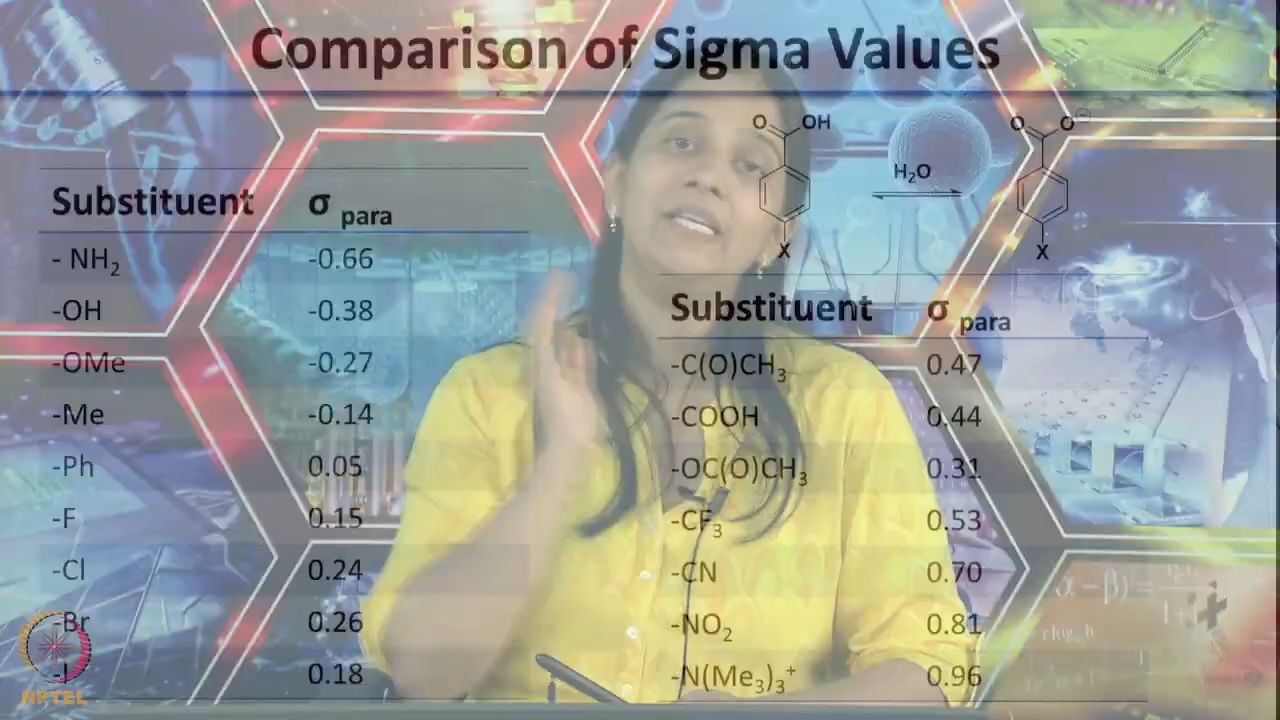 Comparison of Sigma Values
O OH
H₂O
O O⊖
X
X
Substituent σ para
- NH₂ -0.66
-OH -0.38
-OMe -0.27
-Me -0.14
-Ph 0.05
-F 0.15
-Cl 0.24
-Br 0.26
-I 0.18
Substituent σ para
-C(O)CH₃ 0.47
-COOH 0.44
-OC(O)CH₃ 0.31
-CF₃ 0.53
-CN 0.70
-NO₂ 0.81
-N(Me₃)₃⁺ 0.96
α – β) =
NPTEL